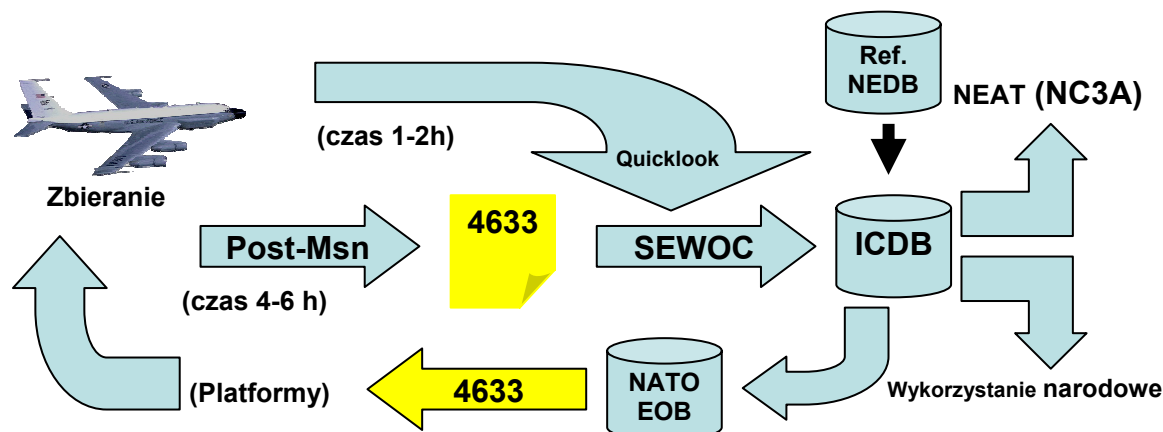 Ref.
NEDB
NEAT (NC3A)
(czas 1-2h)
Quicklook
Zbieranie
4633
Post-Msn
SEWOC
ICDB
(czas 4-6 h)
(Platformy)
4633
NATO
EOB
Wykorzystanie narodowe